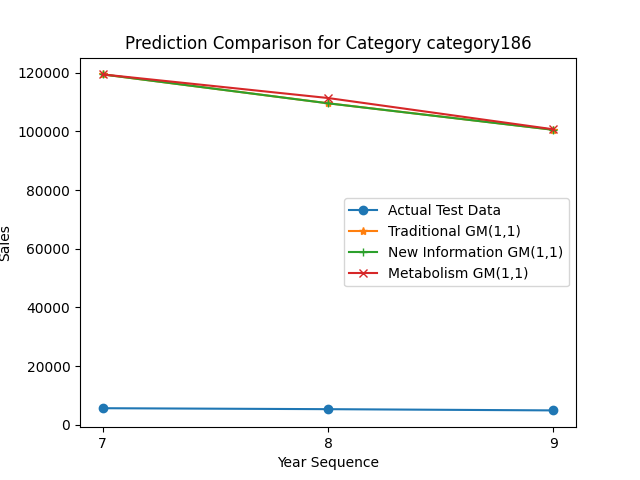 Prediction Comparison for Category category186
120000
100000
80000
60000
40000
20000
0
Sales
Actual Test Data
Traditional GM(1,1)
New Information GM(1,1)
Metabolism GM(1,1)
7
8
9
Year Sequence